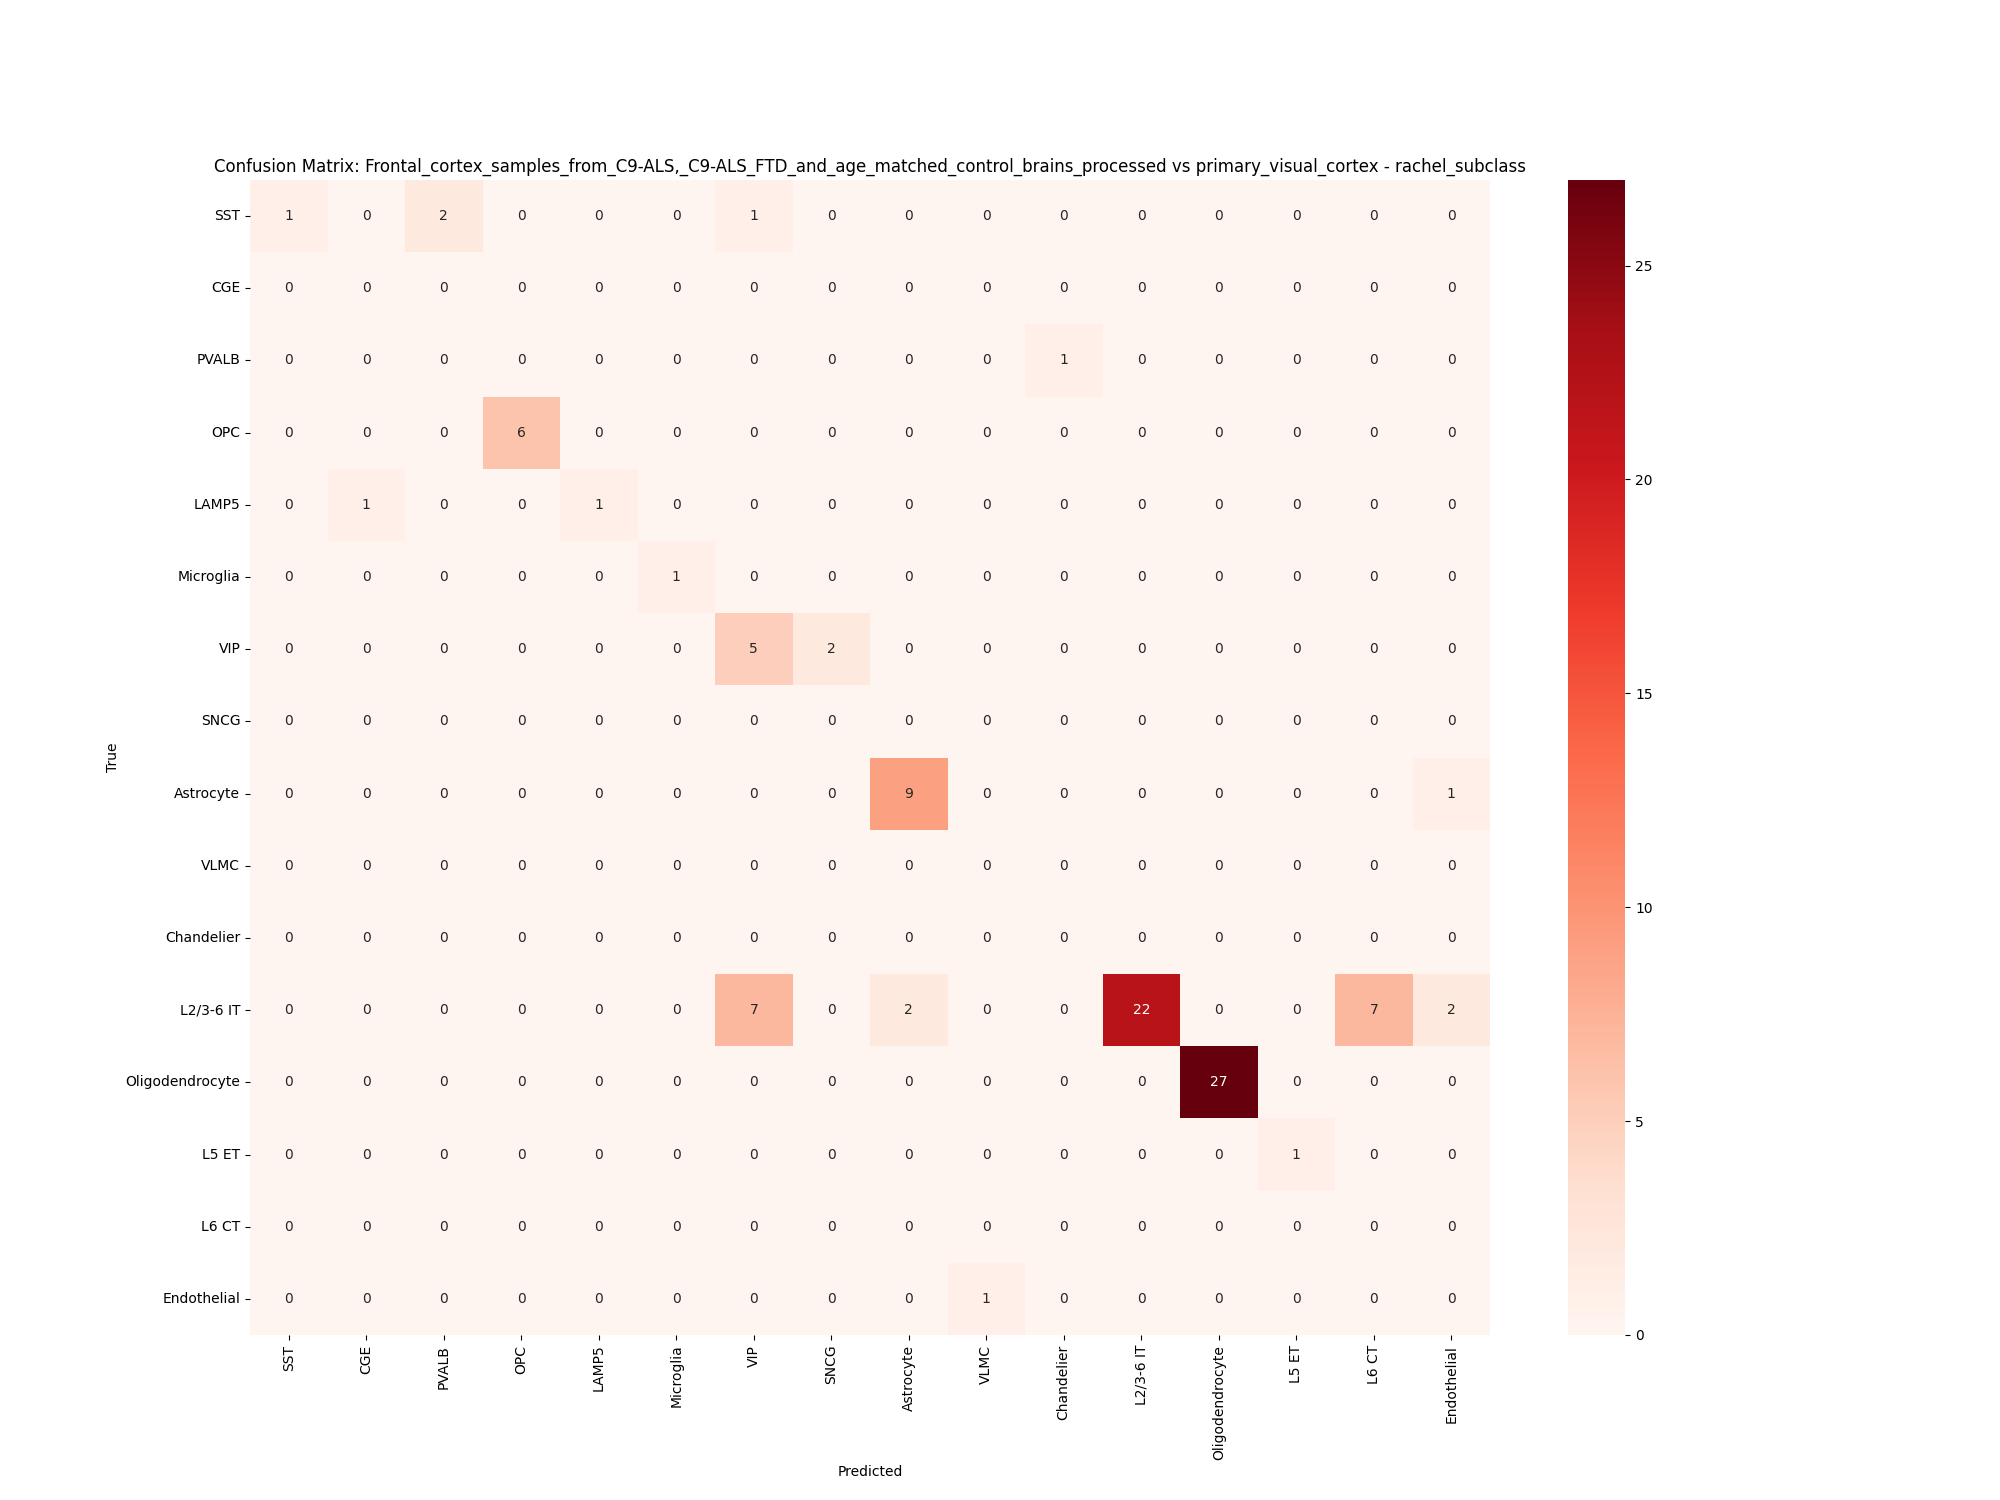 Confusion Matrix: Frontal_cortex_samples_from_C9-ALS,_C9-ALS_FTD_and_age_matched_control_brains_processed vs primary_visual_cortex - rachel_subclass
SST 1 0 2 0 0 0 1 0 0 0 0 0 0 0 0 0
CGE 0 0 0 0 0 0 0 0 0 0 0 0 0 0 0 0
PVALB 0 0 0 0 0 0 0 0 0 0 1 0 0 0 0 0
OPC 0 0 0 6 0 0 0 0 0 0 0 0 0 0 0 0
LAMP5 0 1 0 0 1 0 0 0 0 0 0 0 0 0 0 0
Microglia 0 0 0 0 0 1 0 0 0 0 0 0 0 0 0 0
VIP 0 0 0 0 0 0 5 2 0 0 0 0 0 0 0 0
SNCG 0 0 0 0 0 0 0 0 0 0 0 0 0 0 0 0
Astrocyte 0 0 0 0 0 0 0 0 9 0 0 0 0 0 0 1
VLMC 0 0 0 0 0 0 0 0 0 0 0 0 0 0 0 0
Chandelier 0 0 0 0 0 0 0 0 0 0 0 0 0 0 0 0
L2/3-6 IT 0 0 0 0 0 0 7 0 2 0 0 22 0 0 7 2
Oligodendrocyte 0 0 0 0 0 0 0 0 0 0 0 0 27 0 0 0
L5 ET 0 0 0 0 0 0 0 0 0 0 0 0 0 1 0 0
L6 CT 0 0 0 0 0 0 0 0 0 0 0 0 0 0 0 0
Endothelial 0 0 0 0 0 0 0 0 0 1 0 0 0 0 0 0
True
SST CGE PVALB OPC LAMP5 Microglia VIP SNCG Astrocyte VLMC Chandelier L2/3-6 IT Oligodendrocyte L5 ET L6 CT Endothelial
Predicted
25
20
15
10
5
0